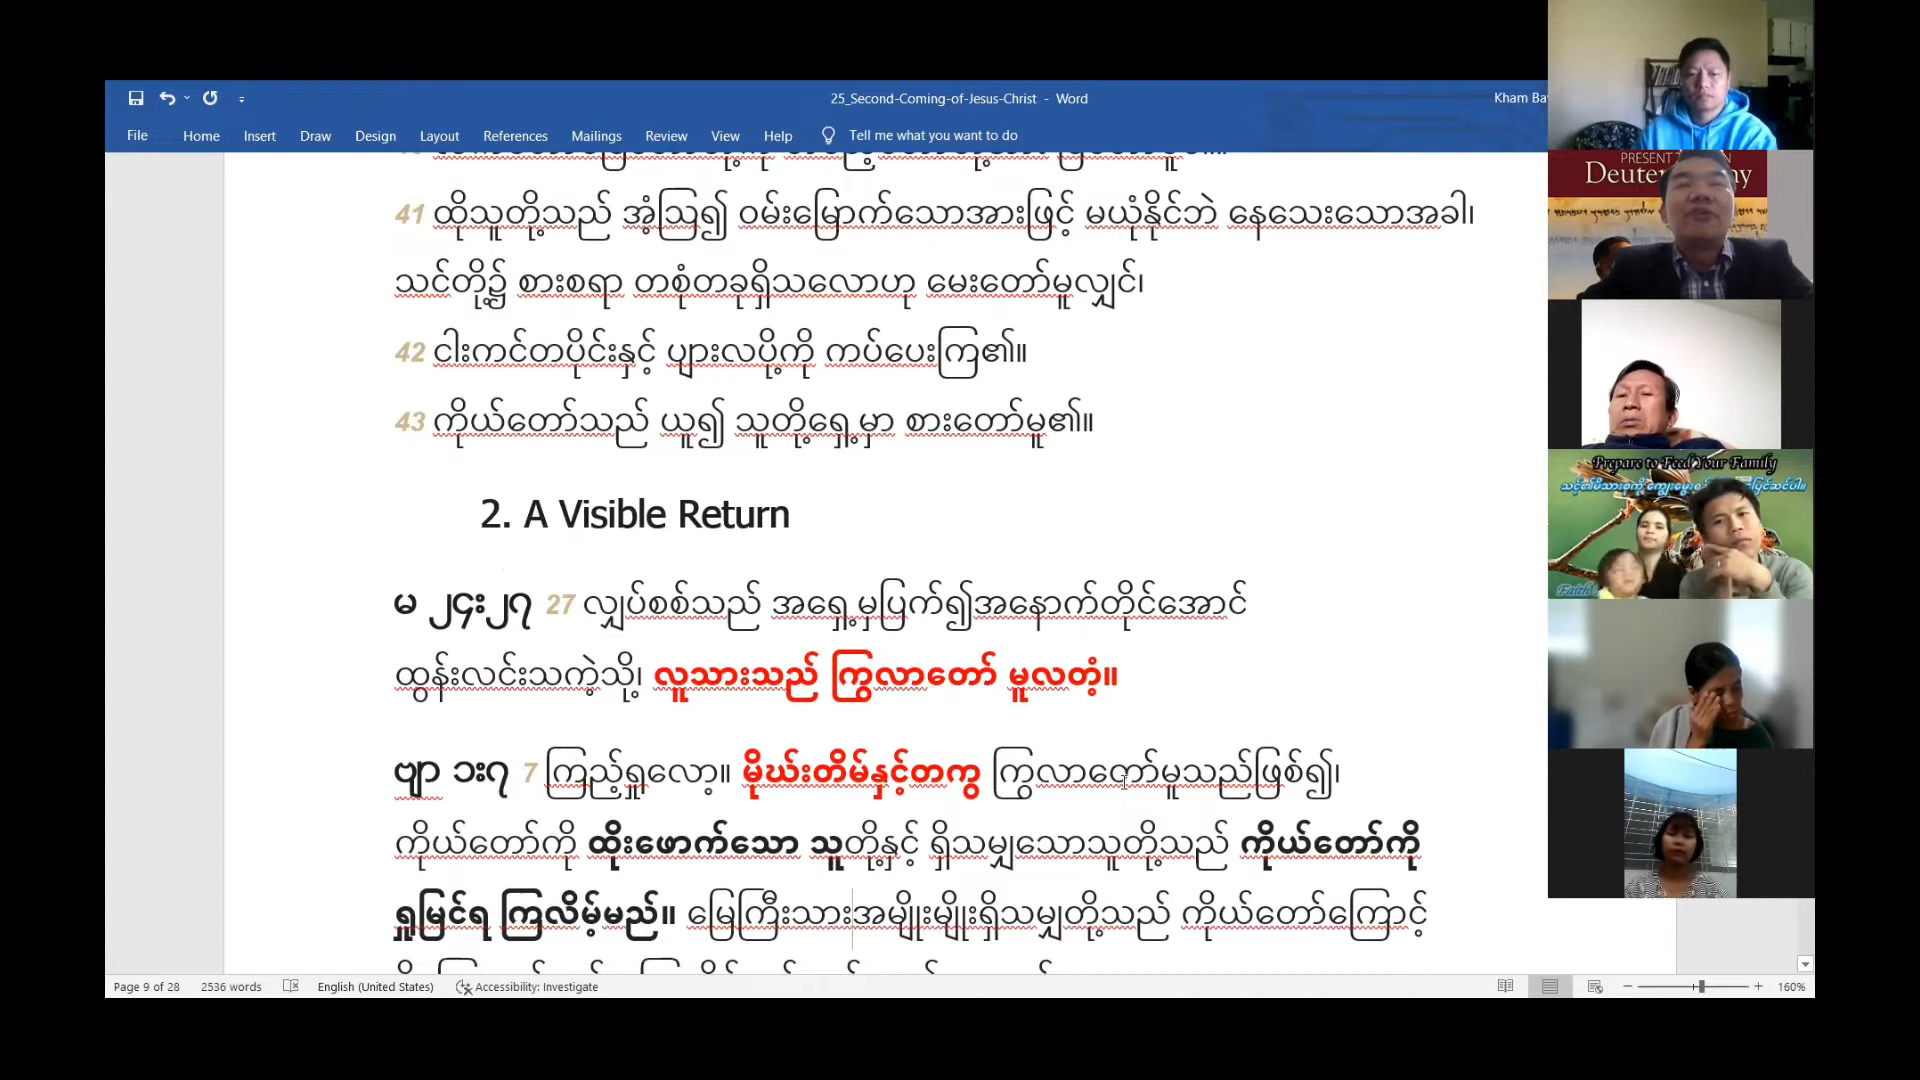 25_Second-Coming-of-Jesus-Christ - Word
Kham
File Home Insert Draw Design Layout References Mailings Review View Help Tell me what you want to do
41 ထိုသူတို့သည် အံ့သြ၍ ဝမ်းမြောက်သောအားဖြင့် မယုံနိုင်ဘဲ နေသေးသောအခါ၊
သင်တို့၌ စားစရာ တစုံတခုရှိသလောဟု မေးတော်မူလျှင်၊
42 ငါးကင်တပိုင်းနှင့် ပျားလပို့ကို ကပ်ပေးကြ၏။
43 ကိုယ်တော်သည် ယူ၍ သူတို့ရှေ့မှာ စားတော်မူ၏။
2. A Visible Return
မ ၂၄း၂၇ 27 လျှပ်စစ်သည် အရှေ့မှပြက်၍အနောက်တိုင်အောင်
ထွန်းလင်းသကဲ့သို့၊ လူသားသည် ကြွလာတော် မူလတံ့။
ဗျာ ၁း၇ 7 ကြည့်ရှုလော့။ မိုဃ်းတိမ်နှင့်တကွ ကြွလာတော်မူသည်ဖြစ်၍၊
ကိုယ်တော်ကို ထိုးဖောက်သော သူတို့နှင့် ရှိသမျှသောသူတို့သည် ကိုယ်တော်ကို
ရှုမြင်ရ ကြလိမ့်မည်။ မြေကြီးသားအမျိုးမျိုးရှိသမျှတို့သည် ကိုယ်တော်ကြောင့်
Page 9 of 28 2536 words English (United States) Accessibility: Investigate 160%
PRESENT
Prepare to Feed Your Family
သင့်၏မိသားစုကို